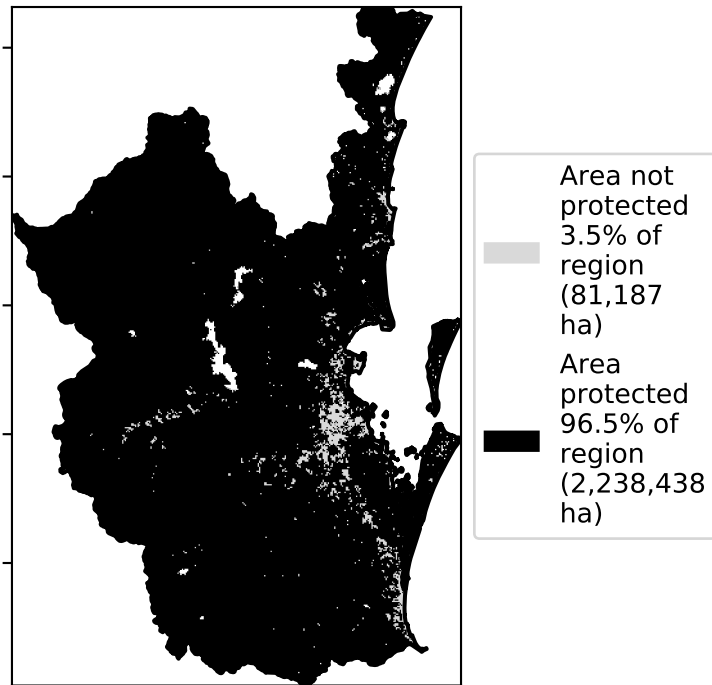 Area not
protected
3.5% of
region
(81,187
ha)
Area
protected
96.5% of
region
(2,238,438
ha)